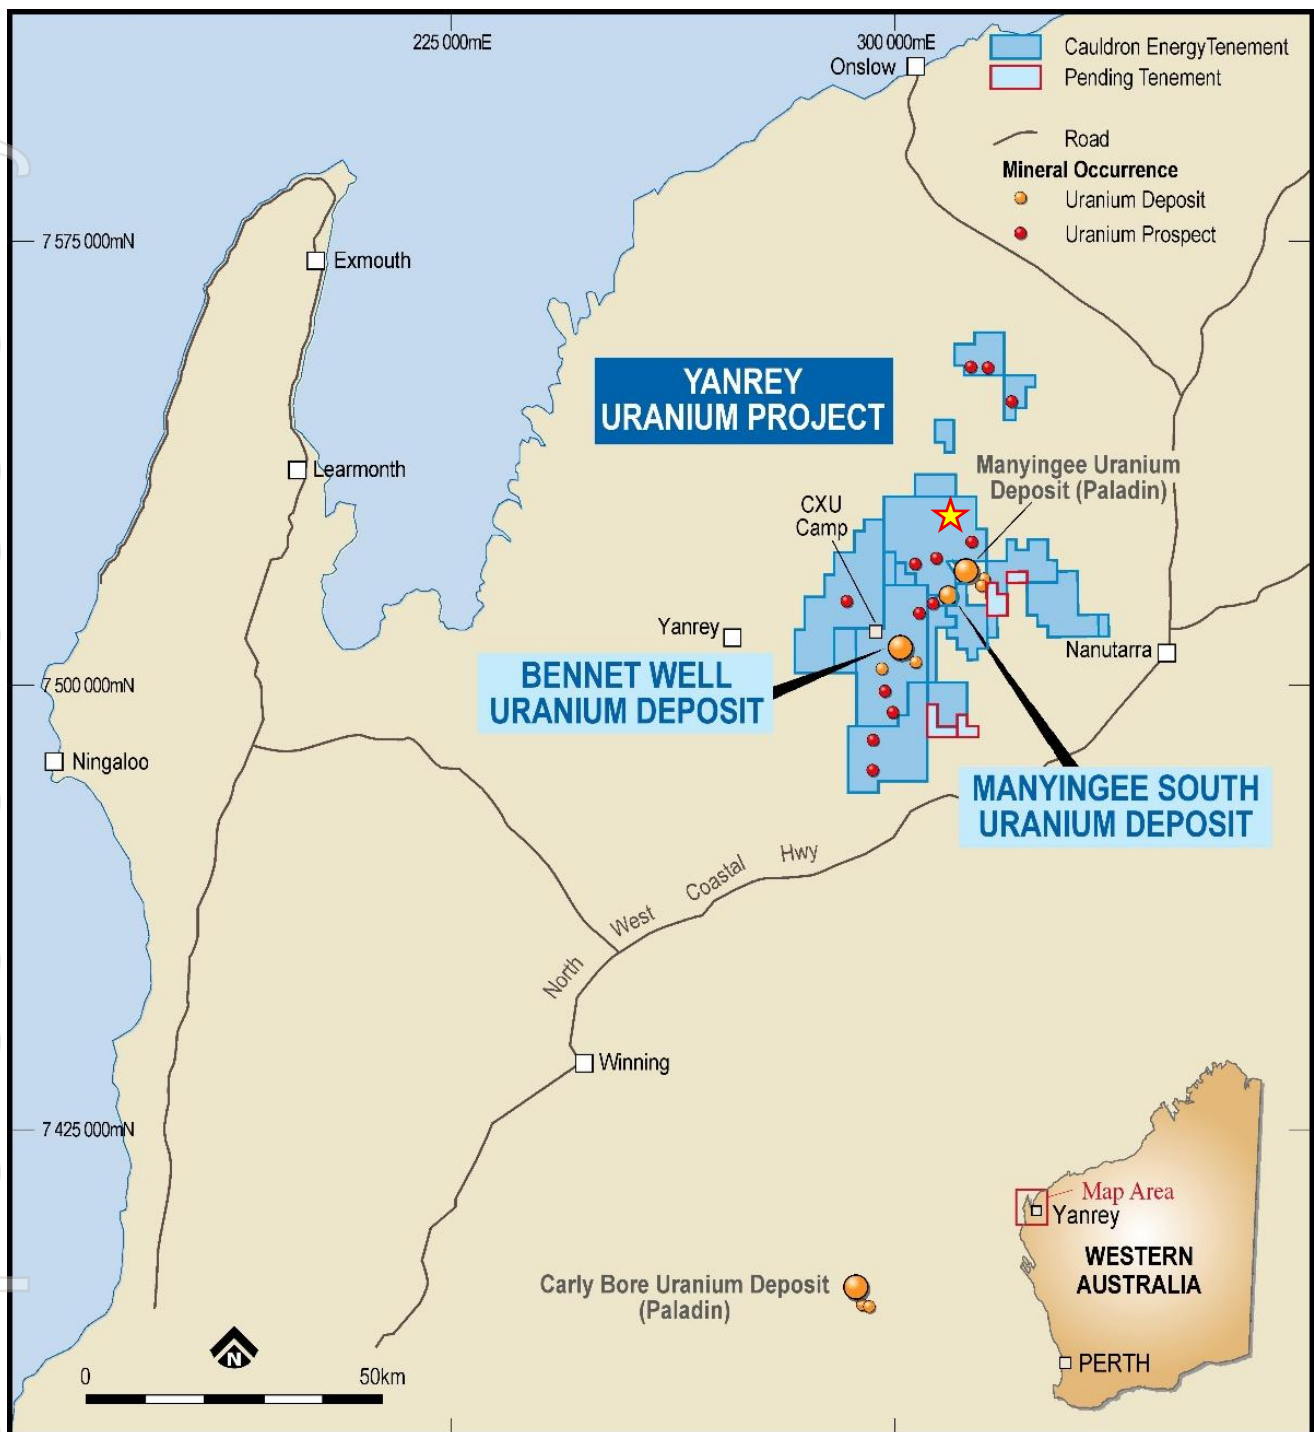 225 000mE
300 000mE
Onslow
Cauldron EnergyTenement
Pending Tenement
Road
Mineral Occurrence
Uranium Deposit
Uranium Prospect
7 575 000mN
Exmouth
YANREY
URANIUM PROJECT
Learmonth
Manyingee Uranium
Deposit (Paladin)
CXU
Camp
Yanrey
Nanutarra
BENNET WELL
URANIUM DEPOSIT
7 500 000mN
Ningaloo
MANYINGEE SOUTH
URANIUM DEPOSIT
North West Coastal Hwy
Winning
7 425 000mN
Map Area
Yanrey
WESTERN
AUSTRALIA
PERTH
Carly Bore Uranium Deposit
(Paladin)
N
0 50km